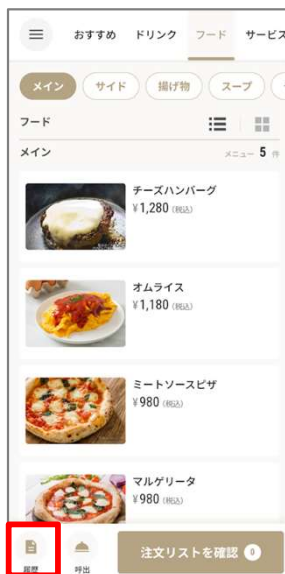 おすすめ ドリンク フード サービス
メイン サイド 揚げ物 スープ
フード
メイン メニュー 5 件
チーズハンバーグ
¥1,280 (税込)
オムライス
¥1,180 (税込)
ミートソースピザ
¥980 (税込)
マルゲリータ
¥980 (税込)
履歴 呼出 注文リストを確認 0